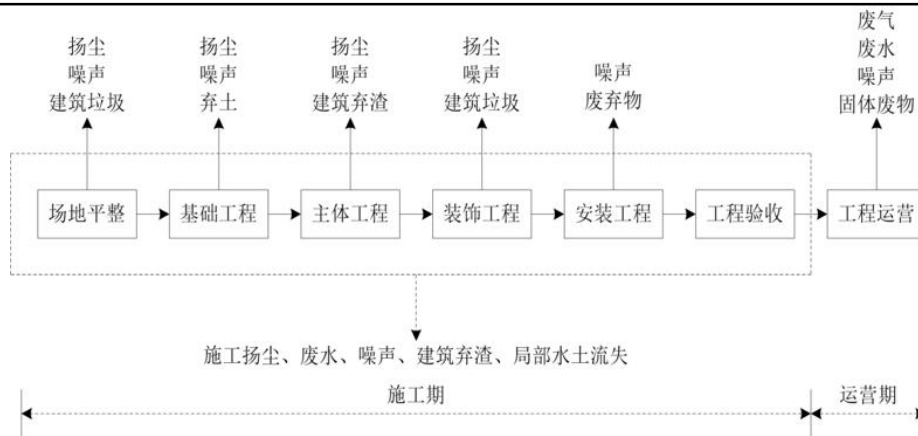 扬尘
噪声
建筑垃圾
扬尘
噪声
弃土
扬尘
噪声
建筑弃渣
扬尘
噪声
建筑垃圾
噪声
废弃物
废气
废水
噪声
固体废物
场地平整
基础工程
主体工程
装饰工程
安装工程
工程验收
工程运营
施工扬尘、废水、噪声、建筑弃渣、局部水土流失
施工期
运营期